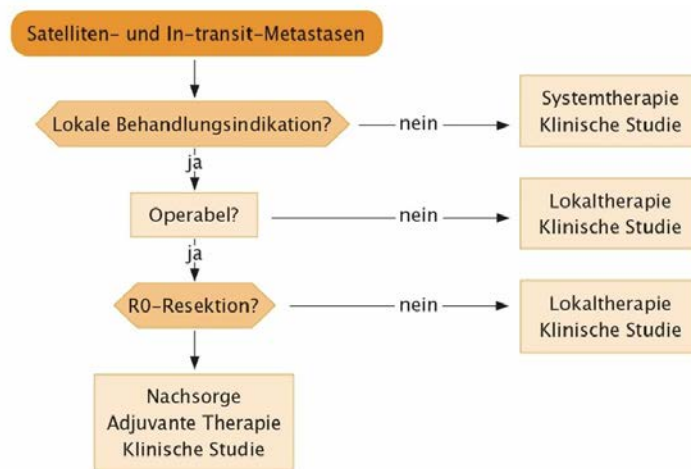 Satelliten- und In-transit-Metastasen
Lokale Behandlungsindikation?
nein
Systemtherapie
Klinische Studie
ja
Operabel?
nein
Lokaltherapie
Klinische Studie
ja
R0-Resektion?
nein
Lokaltherapie
Klinische Studie
Nachsorge
Adjuvante Therapie
Klinische Studie